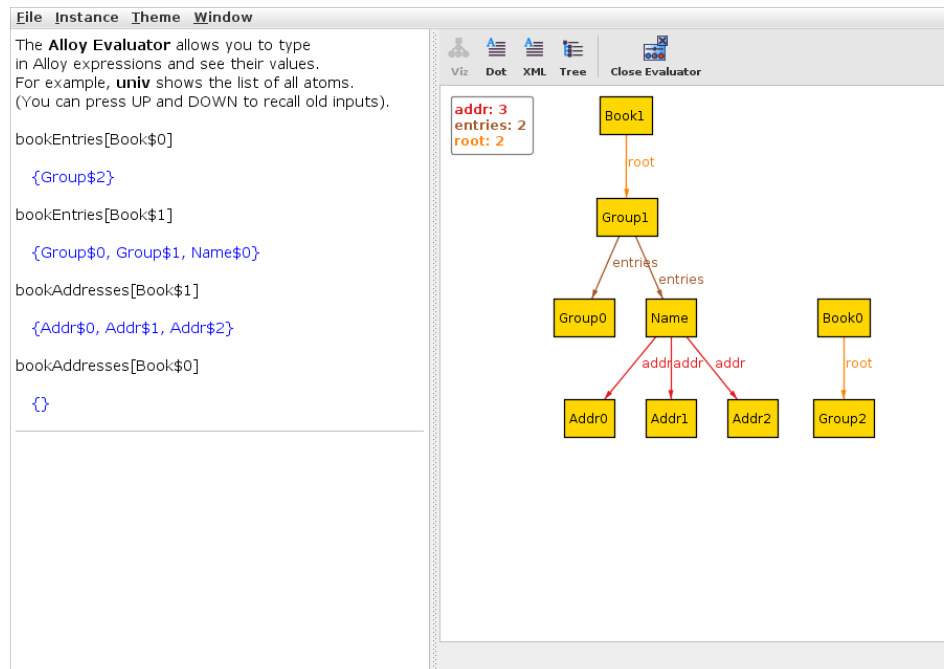 File Instance Theme Window
The Alloy Evaluator allows you to type
in Alloy expressions and see their values.
For example, univ shows the list of all atoms.
(You can press UP and DOWN to recall old inputs).
bookEntries[Book$0]
{Group$2}
bookEntries[Book$1]
{Group$0, Group$1, Name$0}
bookAddresses[Book$1]
{Addr$0, Addr$1, Addr$2}
bookAddresses[Book$0]
{}
Viz Dot XML Tree Close Evaluator
addr: 3
entries: 2
root: 2
Book1
root
Group1
entries
entries
Group0 Name Book0
addr addr addr root
Addr0 Addr1 Addr2 Group2